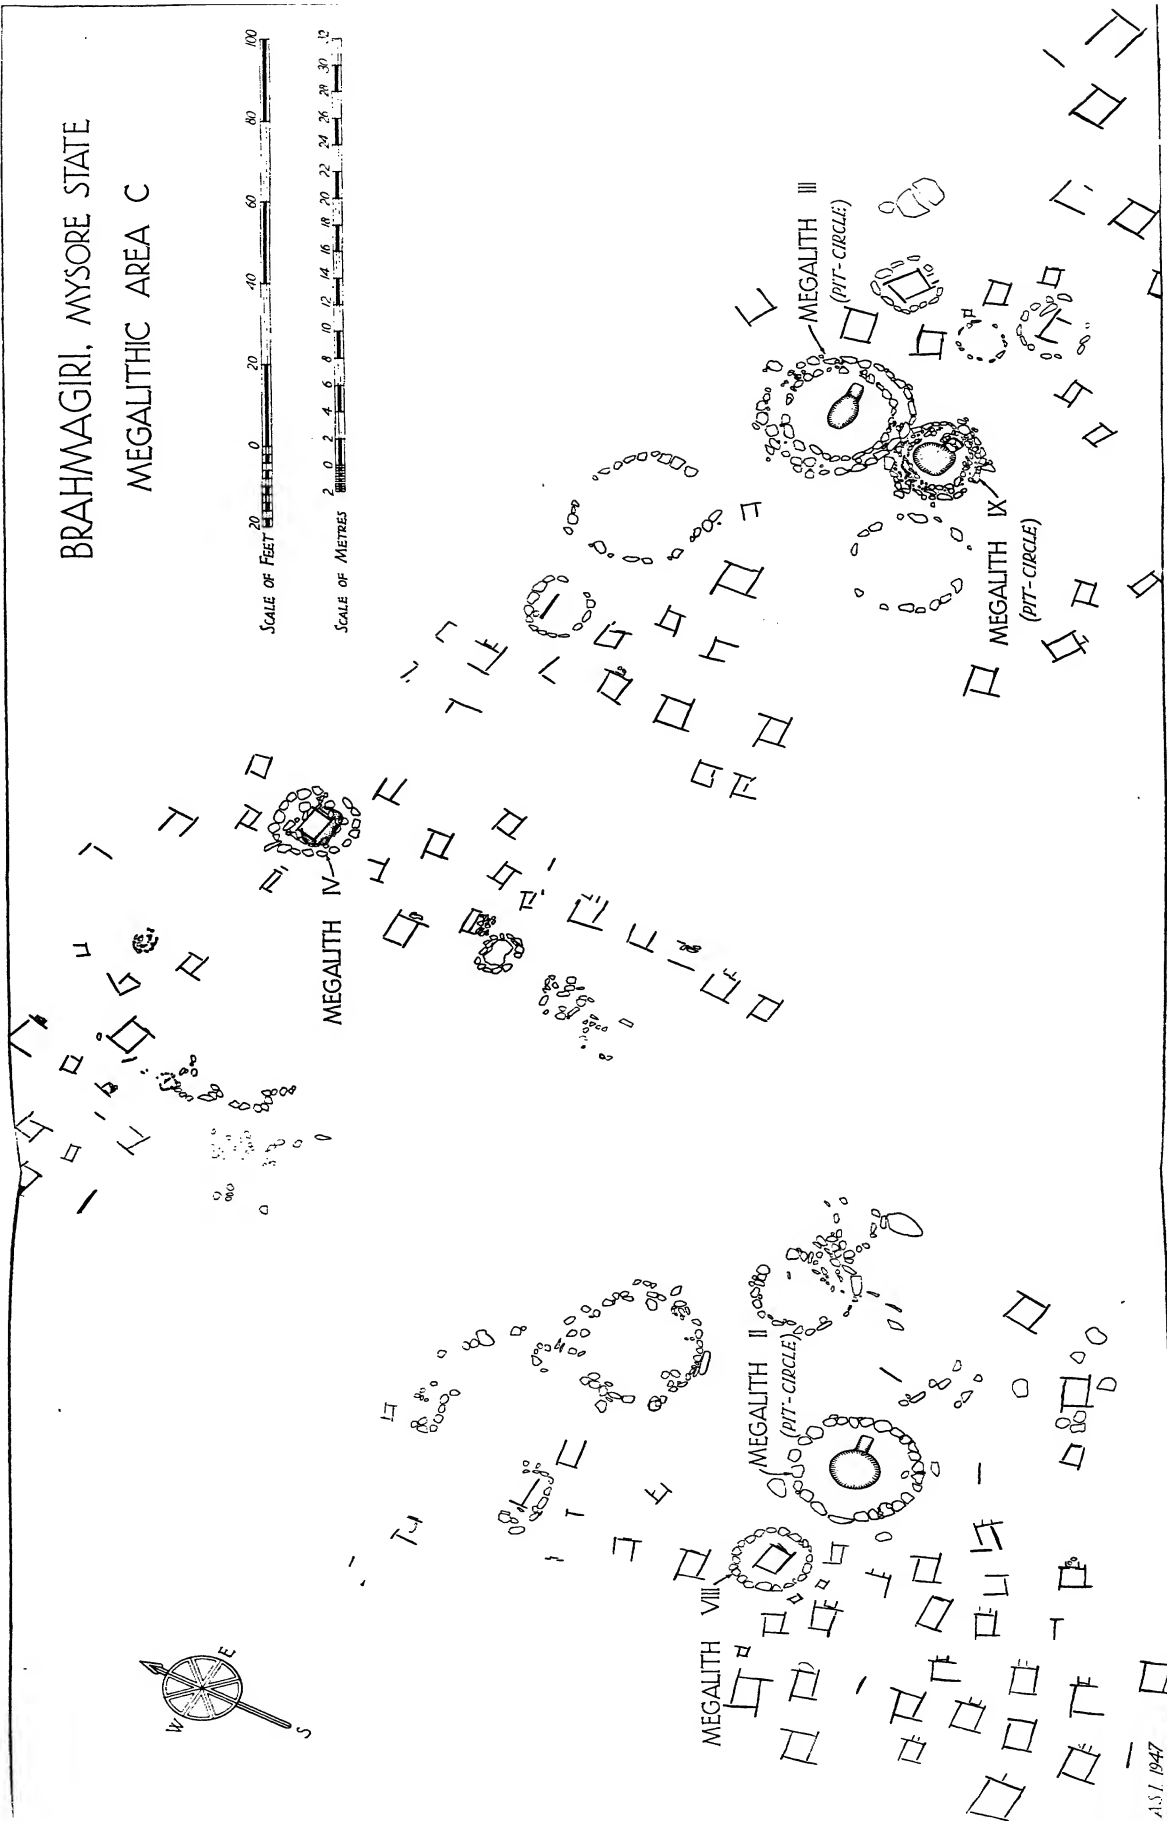 BRAHMAGIRI, MYSORE STATE
MEGALITHIC AREA C
20 0 20 40 60 80 100
SCALE OF FEET
2 0 2 4 6 8 10 12 14 16 18 20 22 24 26 28 30 32
SCALE OF METRES
MEGALITH III
(PIT-CIRCLE)
MEGALITH IX
(PIT-CIRCLE)
MEGALITH IV
MEGALITH II
(PIT-CIRCLE)
MEGALITH VIII
W
E
S
A.S.I. 1947